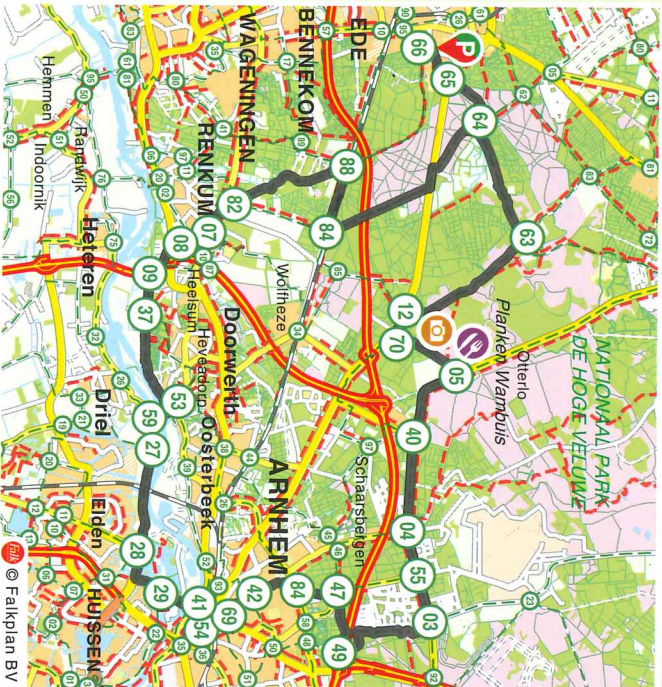 NATIONAAL PARK
DE HOGE VELUWE
Otterlo
Planken Wambuis
EDE
BENNEKOM
WAGENINGEN
RENKUM
Wolfheze
Doorwerth
Heelsum
Heveadorp
Oosterbeek
Schaarsbergen
ARNHEM
Hemmen
Randwijk
Indoornik
Heteren
Driel
Elden
HUISSEN
P
66
65
64
63
12
70
05
40
04
55
03
49
47
84
42
69
54
41
29
28
27
59
53
37
09
08
07
82
88
84
Falk © Falkplan BV